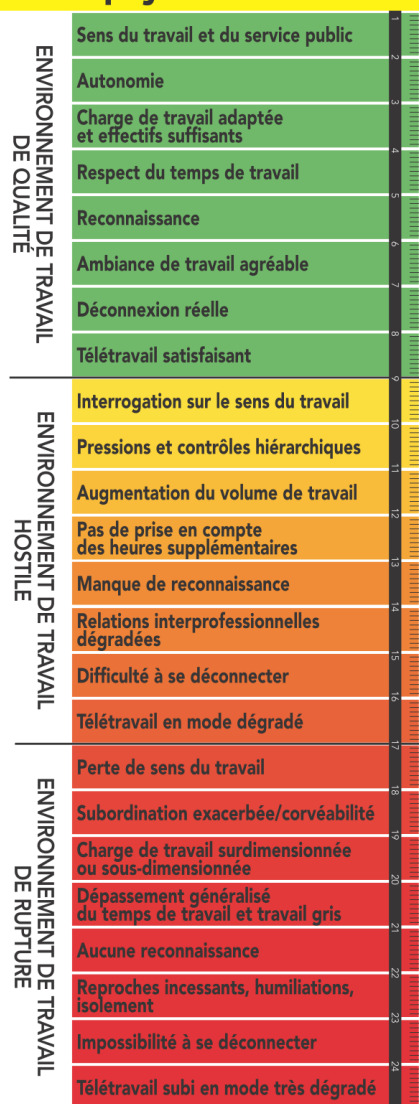 ENVIRONNEMENT DE TRAVAIL
DE QUALITÉ
Sens du travail et du service public
Autonomie
Charge de travail adaptée
et effectifs suffisants
Respect du temps de travail
Reconnaissance
Ambiance de travail agréable
Déconnexion réelle
Télétravail satisfaisant
ENVIRONNEMENT DE TRAVAIL
HOSTILE
Interrogation sur le sens du travail
Pressions et contrôles hiérarchiques
Augmentation du volume de travail
Pas de prise en compte
des heures supplémentaires
Manque de reconnaissance
Relations interprofessionnelles
dégradées
Difficulté à se déconnecter
Télétravail en mode dégradé
ENVIRONNEMENT DE TRAVAIL
DE RUPTURE
Perte de sens du travail
Subordination exacerbée/corvéabilité
Charge de travail surdimensionnée
ou sous-dimensionnée
Dépassement généralisé
du temps de travail et travail gris
Aucune reconnaissance
Reproches incessants, humiliations,
isolement
Impossibilité à se déconnecter
Télétravail subi en mode très dégradé
1
2
3
4
5
6
7
8
9
10
11
12
13
14
15
16
17
18
19
20
21
23
24